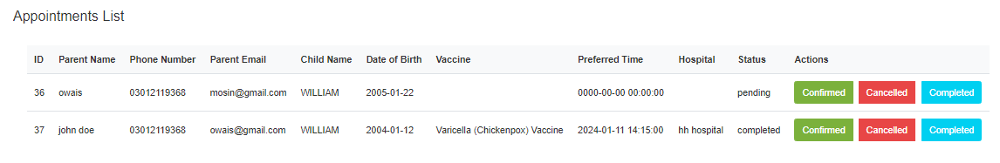 Appointments List
ID Parent Name Phone Number Parent Email Child Name Date of Birth Vaccine Preferred Time Hospital Status Actions
36 owais 03012119368 mosin@gmail.com WILLIAM 2005-01-22 0000-00-00 00:00:00 pending Confirmed Cancelled Completed
37 john doe 03012119368 owais@gmail.com WILLIAM 2004-01-12 Varicella (Chickenpox) Vaccine 2024-01-11 14:15:00 hh hospital completed Confirmed Cancelled Completed